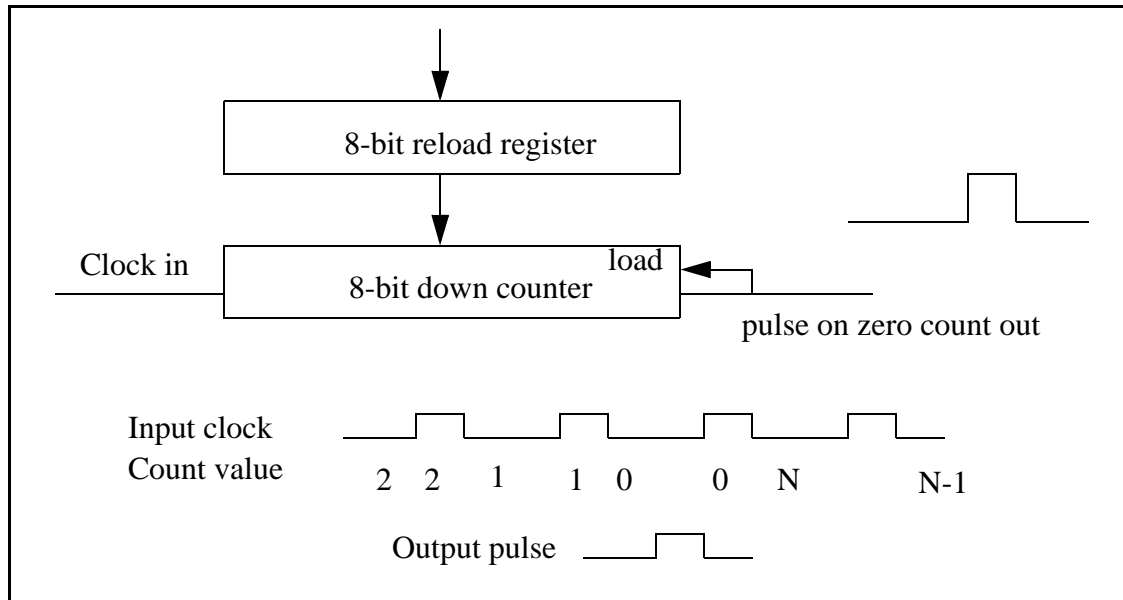 8-bit reload register
Clock in
load
8-bit down counter
pulse on zero count out
Input clock
Count value
2 2 1 1 0 0 N N-1
Output pulse